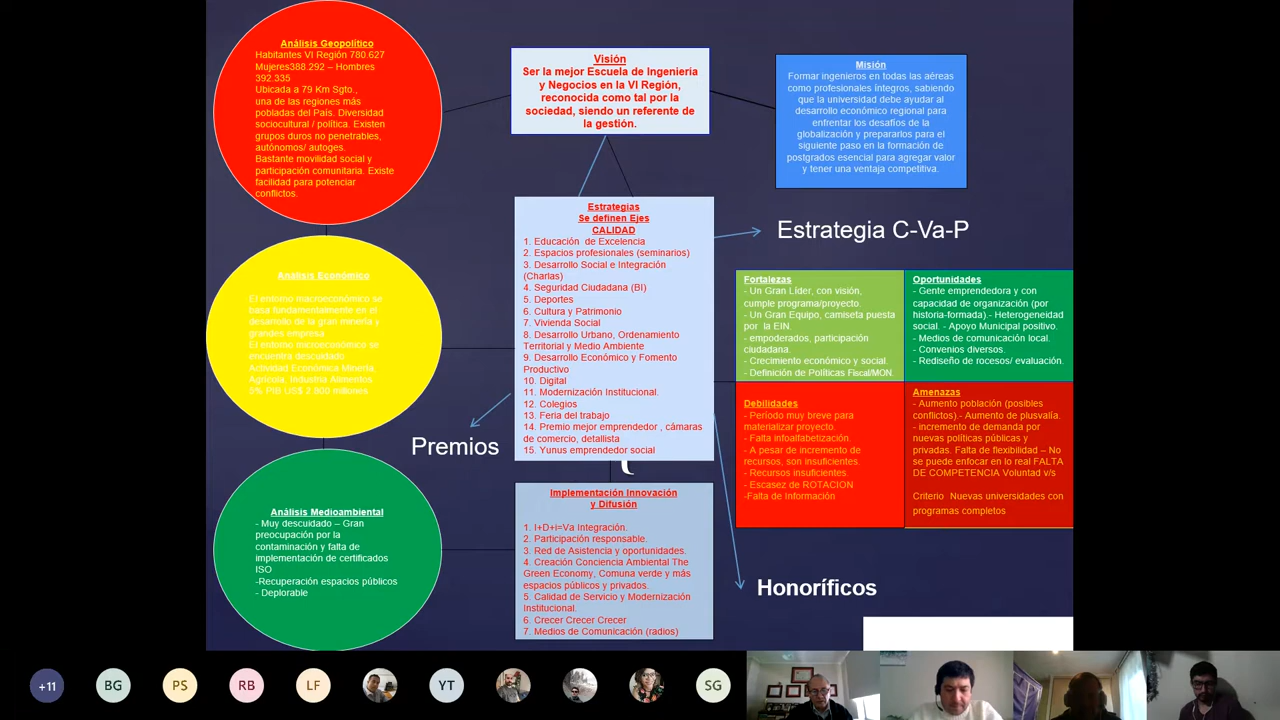 Análisis Geopolítico
Habitantes VI Región 780.627
Mujeres388.292 – Hombres
392.335
Ubicada a 79 Km Sgto.,
una de las regiones más
pobladas del País. Diversidad
sociocultural / política. Existen
grupos duros no penetrables,
autónomos/ autoges.
Bastante movilidad social y
participación comunitaria. Existe
facilidad para potenciar
conflictos.
Visión
Ser la mejor Escuela de Ingenieria
y Negocios en la VI Región,
reconocida como tal por la
sociedad, siendo un referente de
la gestión.
Misión
Formar ingenieros en todas las aéreas
como profesionales íntegros, sabiendo
que la universidad debe ayudar al
desarrollo económico regional para
enfrentar los desafíos de la
globalización y prepararlos para el
siguiente paso en la formación de
postgrados esencial para agregar valor
y tener una ventaja competitiva.
Estrategias
Se definen Ejes
CALIDAD
1. Educación de Excelencia
2. Espacios profesionales (seminarios)
3. Desarrollo Social e Integración
(Charlas)
4. Seguridad Ciudadana (BI)
5. Deportes
6. Cultura y Patrimonio
7. Vivienda Social
8. Desarrollo Urbano, Ordenamiento
Territorial y Medio Ambiente
9. Desarrollo Económico y Fomento
Productivo
10. Digital
11. Modernización Institucional.
12. Colegios
13. Feria del trabajo
14. Premio mejor emprendedor , cámaras
de comercio, detallista
15. Yunus emprendedor social
Estrategia C-Va-P
Análisis Económico
El entorno macroeconómico se
basa fundamentalmente en el
desarrollo de la gran minería y
grandes empresa
El entorno microeconómico se
encuentra descuidado
Actividad Económica Minería,
Agrícola, Industria Alimentos
5% PIB US$ 2.900 millones
Premios
Fortalezas
- Un Gran Líder, con visión,
cumple programa/proyecto.
- Un Gran Equipo, camiseta puesta
por la EIN.
- empoderados, participación
ciudadana.
- Crecimiento económico y social.
- Definición de Políticas Fiscal/MON.
Oportunidades
- Gente emprendedora y con
capacidad de organización (por
historia-formada).- Heterogeneidad
social. - Apoyo Municipal positivo.
- Medios de comunicación local.
- Convenios diversos.
- Rediseño de rocesos/ evaluación.
Debilidades
- Período muy breve para
materializar proyecto.
- Falta infoalfabetización.
- A pesar de incremento de
recursos, son insuficientes.
- Recursos insuficientes.
- Escasez de ROTACION
-Falta de Información
Amenazas
- Aumento población (posibles
conflictos).- Aumento de plusvalía.
- incremento de demanda por
nuevas políticas públicas y
privadas. Falta de flexibilidad – No
se puede enfocar en lo real FALTA
DE COMPETENCIA Voluntad v/s
Criterio Nuevas universidades con
programas completos
Análisis Medioambiental
- Muy descuidado – Gran
preocupación por la
contaminación y falta de
implementación de certificados
ISO
-Recuperación espacios públicos
- Deplorable
Implementación Innovación
y Difusión
1. I+D+i=Va Integración.
2. Participación responsable.
3. Red de Asistencia y oportunidades.
4. Creación Conciencia Ambiental The
Green Economy, Comuna verde y más
espacios públicos y privados.
5. Calidad de Servicio y Modernización
Institucional.
6. Crecer Crecer Crecer
7. Medios de Comunicación (radios)
Honoríficos
+11
BG
PS
RB
LF
YT
SG